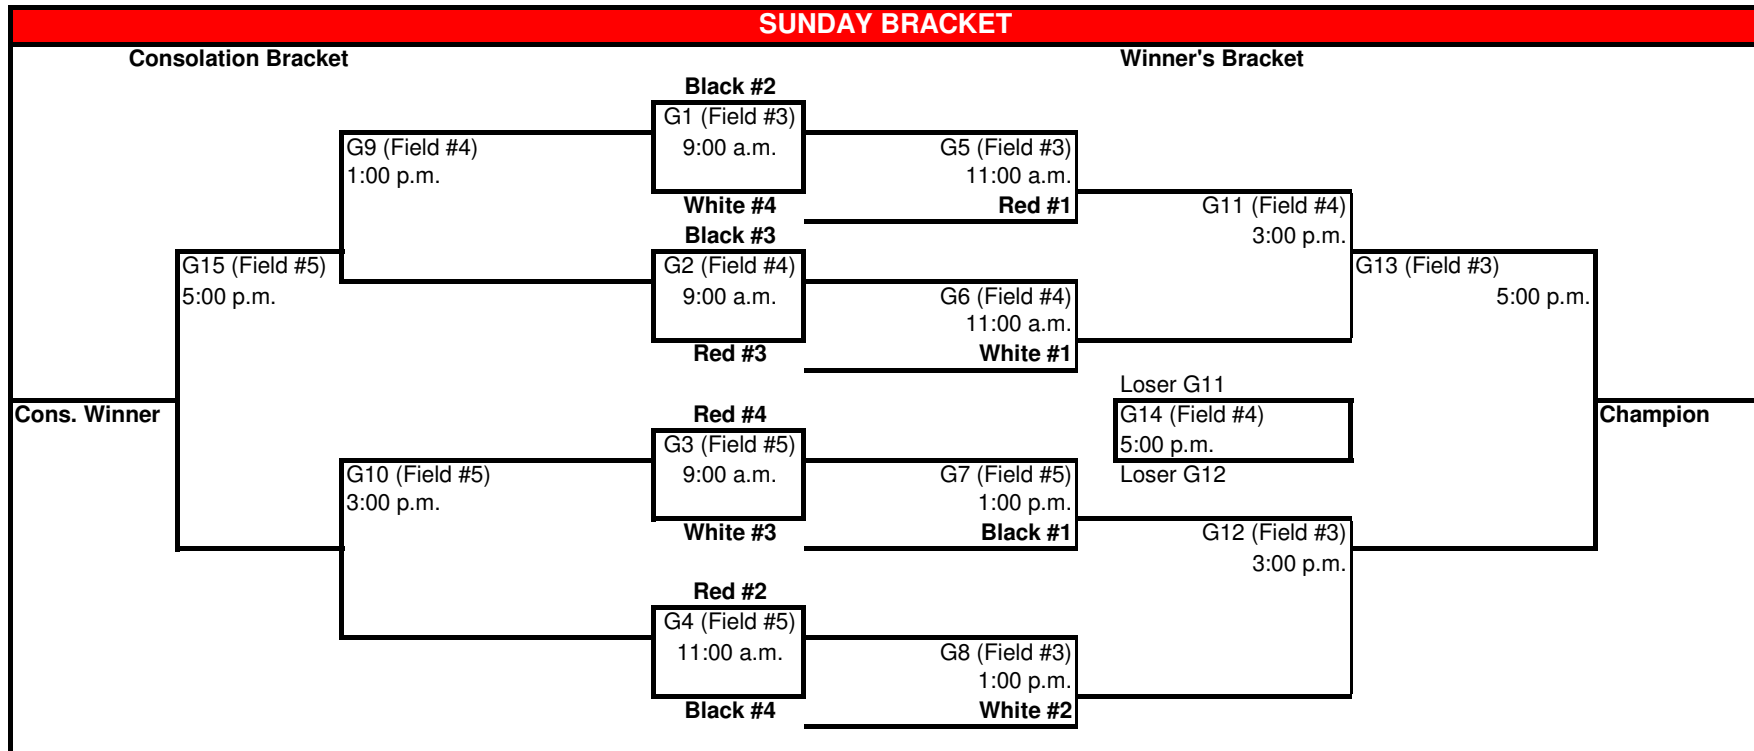 SUNDAY BRACKET
Consolation Bracket
Winner's Bracket
Black #2
G1 (Field #3)
9:00 a.m.
White #4
G9 (Field #4)
1:00 p.m.
G5 (Field #3)
11:00 a.m.
Red #1
Black #3
G2 (Field #4)
9:00 a.m.
Red #3
G11 (Field #4)
3:00 p.m.
G15 (Field #5)
5:00 p.m.
G6 (Field #4)
11:00 a.m.
White #1
G13 (Field #3)
5:00 p.m.
Loser G11
G14 (Field #4)
5:00 p.m.
Loser G12
Cons. Winner
Champion
Red #4
G3 (Field #5)
9:00 a.m.
White #3
G10 (Field #5)
3:00 p.m.
G7 (Field #5)
1:00 p.m.
Black #1
G12 (Field #3)
3:00 p.m.
Red #2
G4 (Field #5)
11:00 a.m.
Black #4
G8 (Field #3)
1:00 p.m.
White #2